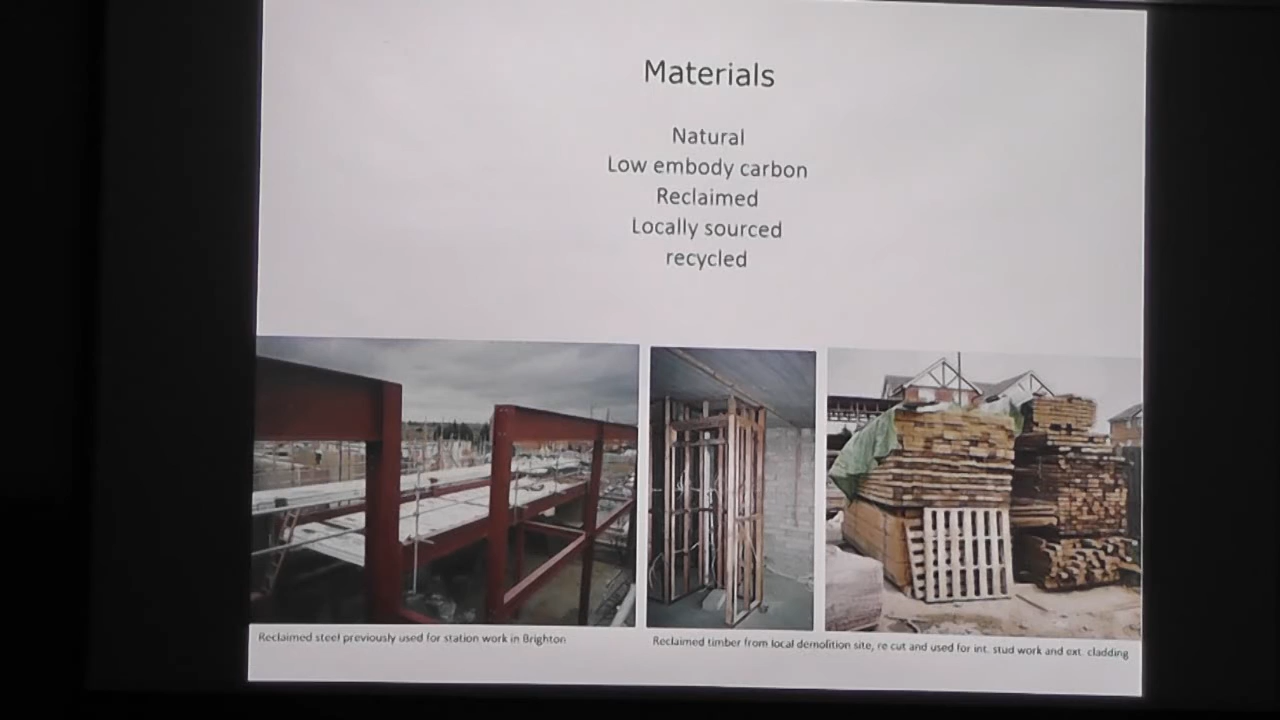 Materials
Natural
Low embody carbon
Reclaimed
Locally sourced
recycled
Reclaimed steel previously used for station work in Brighton
Reclaimed timber from local demolition site, re cut and used for int. stud work and ext. cladding